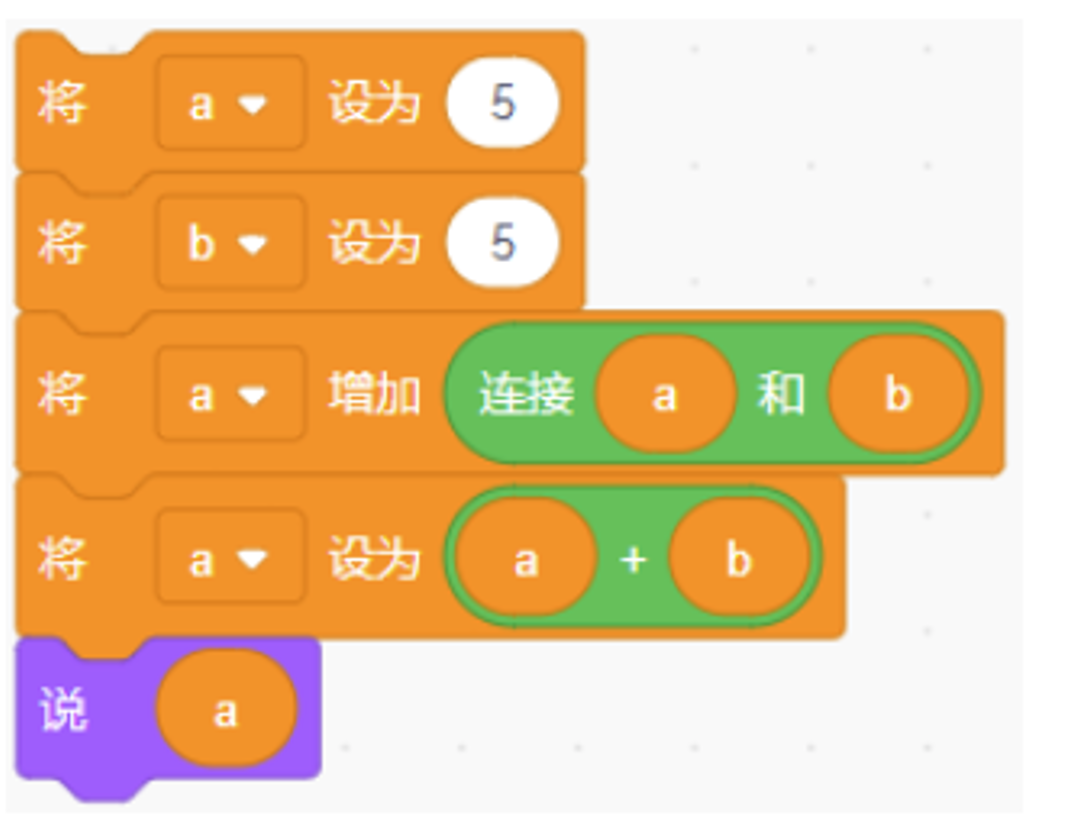 将 a 设为 5
将 b 设为 5
将 a 增加 连接 a 和 b
将 a 设为 a + b
说 a